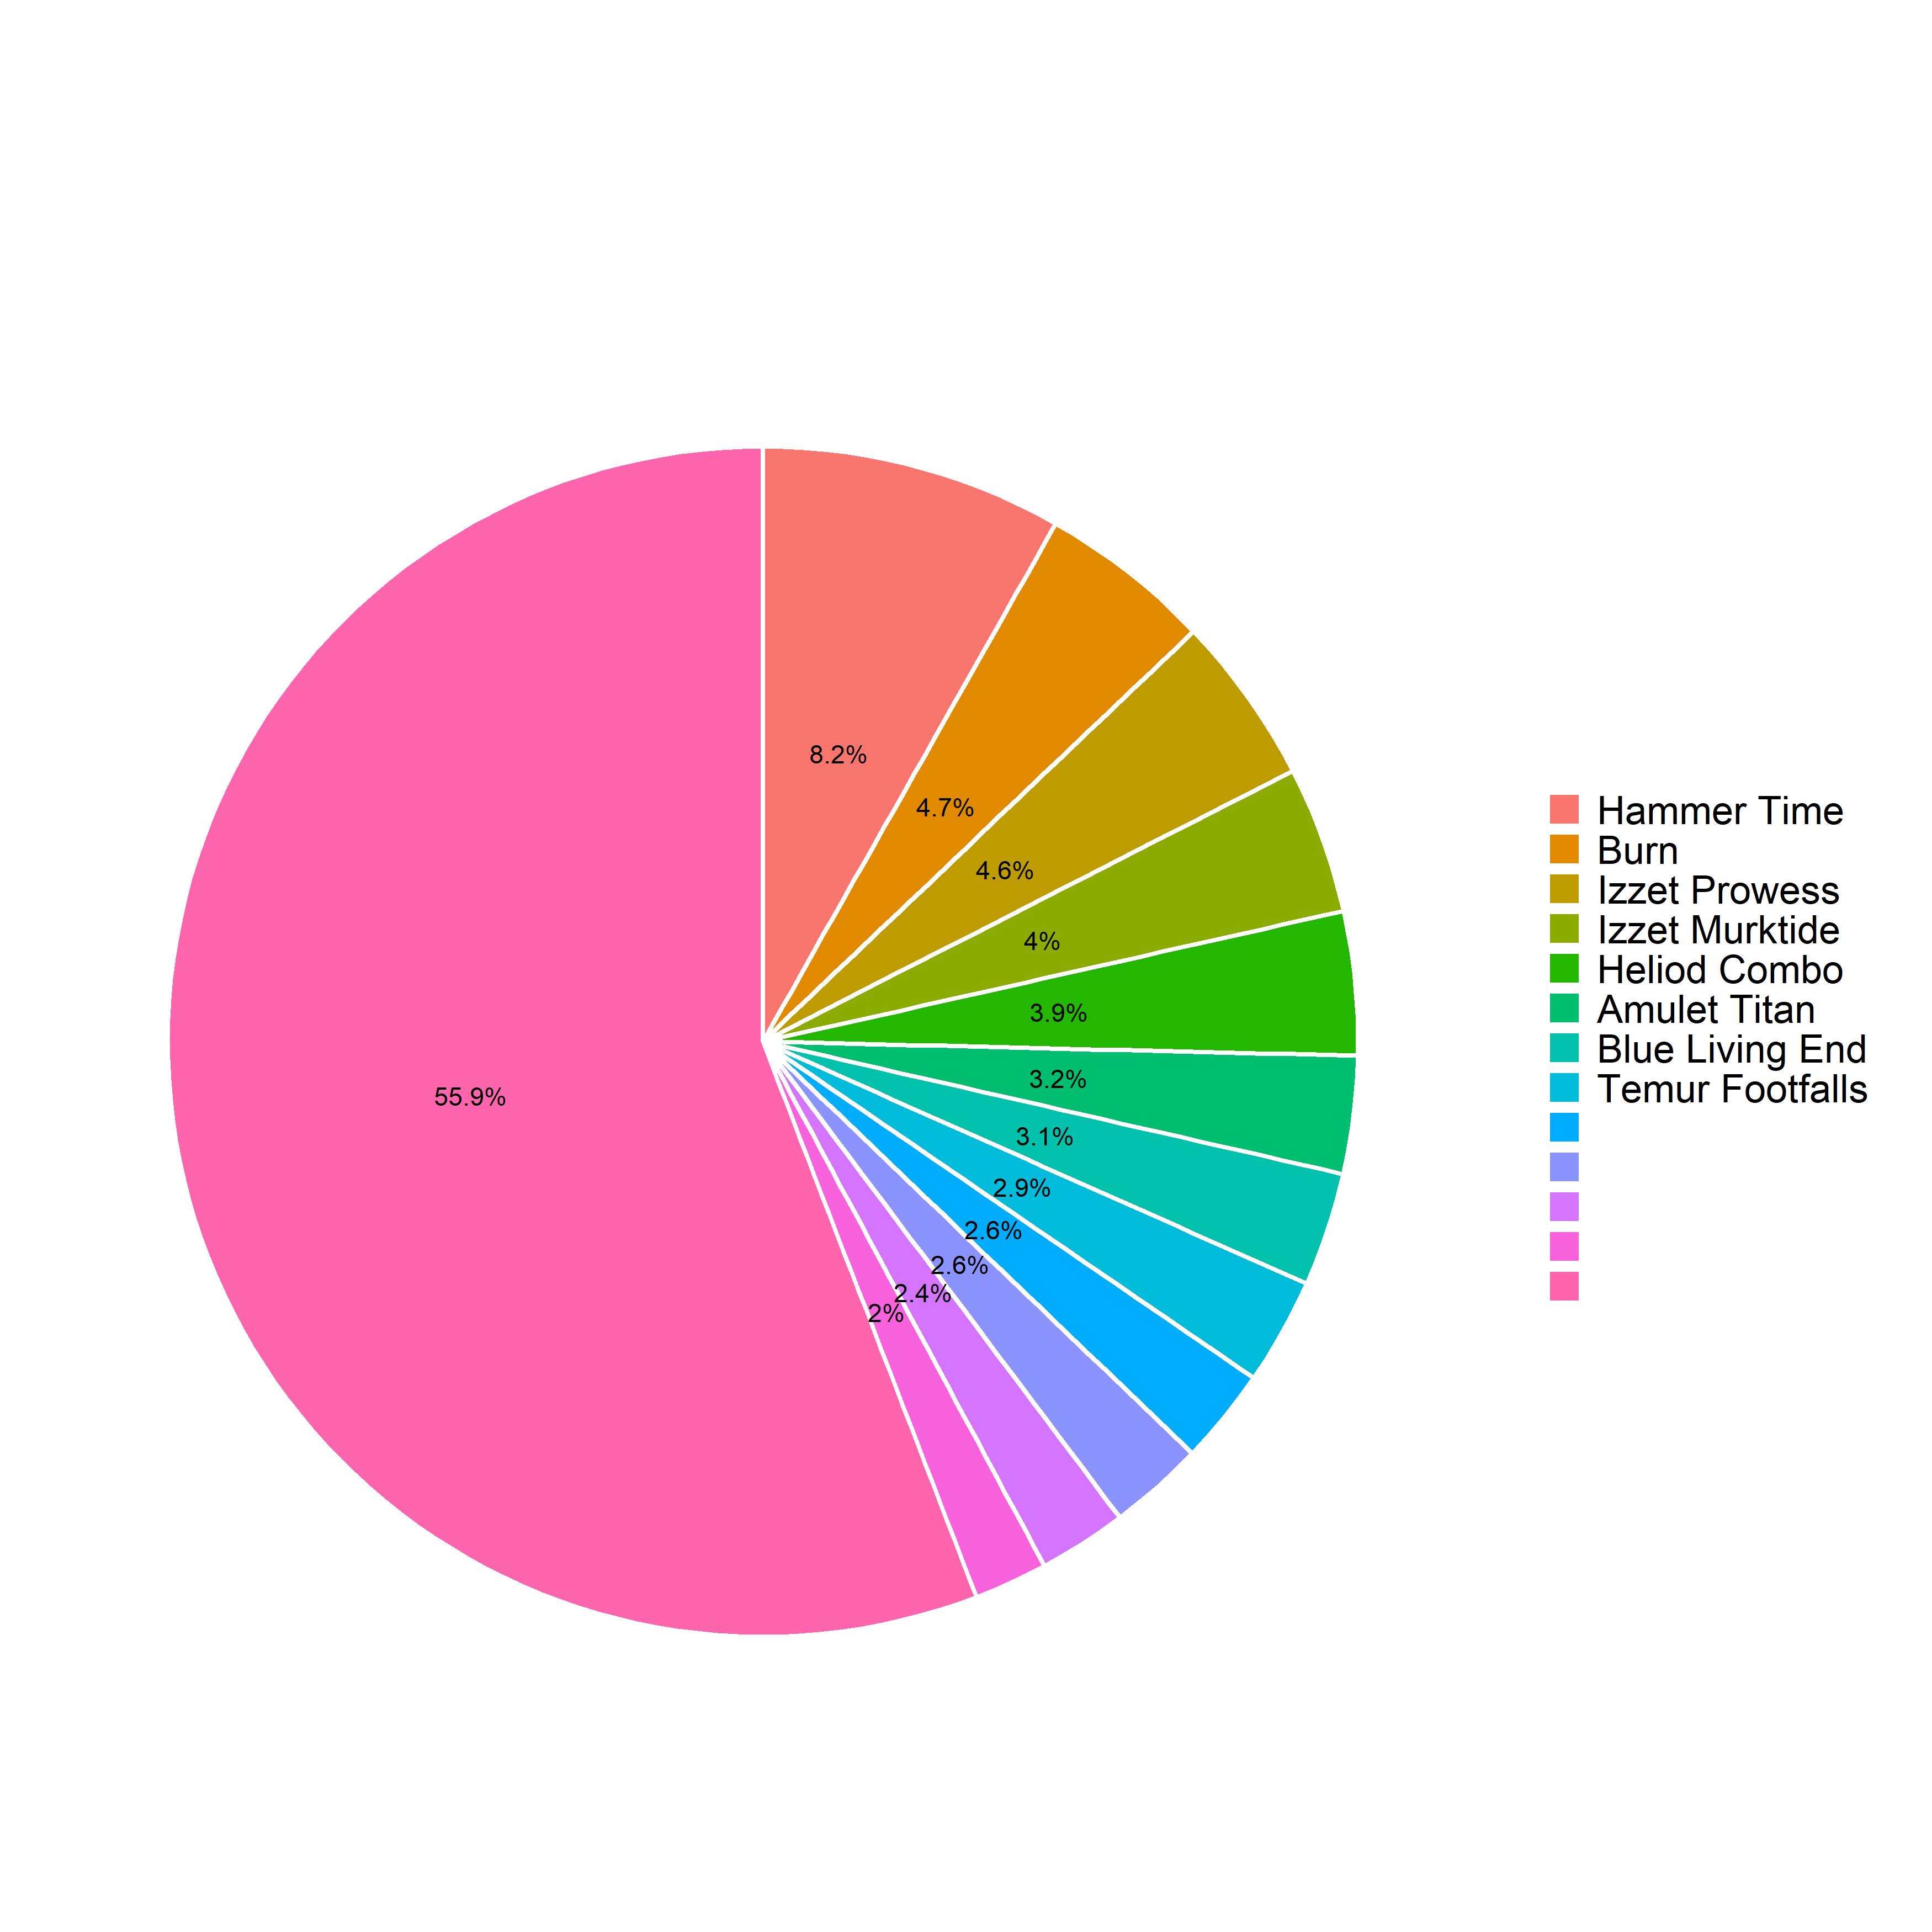 8.2%
4.7%
4.6%
4%
3.9%
3.2%
3.1%
2.9%
2.6%
2.6%
2.4%
2%
55.9%
Hammer Time
Burn
Izzet Prowess
Izzet Murktide
Heliod Combo
Amulet Titan
Blue Living End
Temur Footfalls